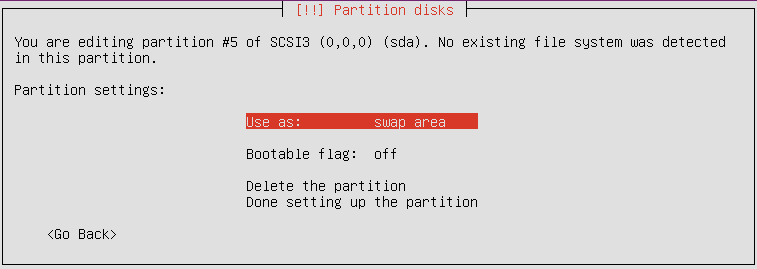 [!!] Partition disks
You are editing partition #5 of SCSI3 (0,0,0) (sda). No existing file system was detected
in this partition.
Partition settings:
Use as: swap area
Bootable flag: off
Delete the partition
Done setting up the partition
<Go Back>